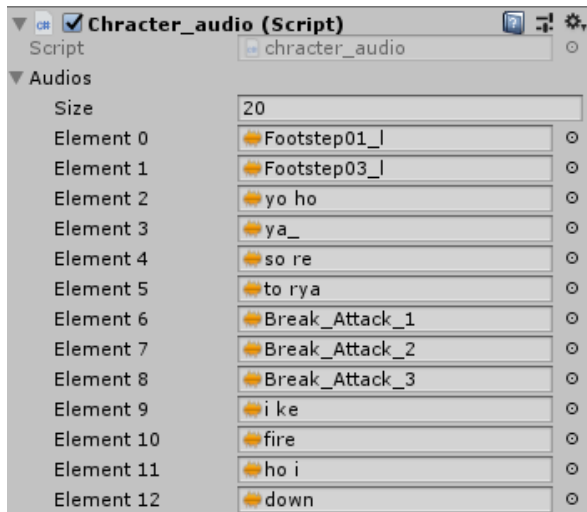 Chracter_audio (Script)
Script chracter_audio
Audios
Size 20
Element 0 Footstep01_l
Element 1 Footstep03_l
Element 2 yo ho
Element 3 ya_
Element 4 so re
Element 5 to rya
Element 6 Break_Attack_1
Element 7 Break_Attack_2
Element 8 Break_Attack_3
Element 9 i ke
Element 10 fire
Element 11 ho i
Element 12 down